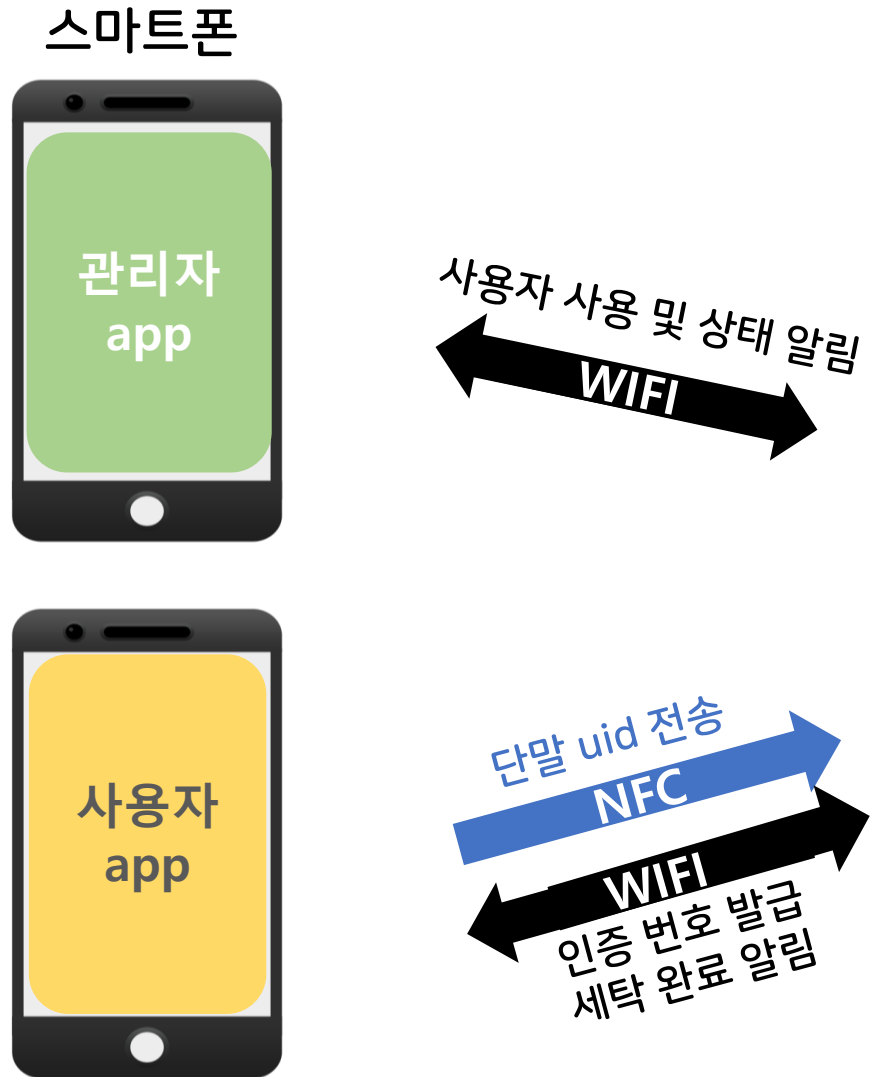 스마트폰
관리자
app
사용자 사용 및 상태 알림
WIFI
사용자
app
단말 uid 전송
NFC
WIFI
인증 번호 발급
세탁 완료 알림